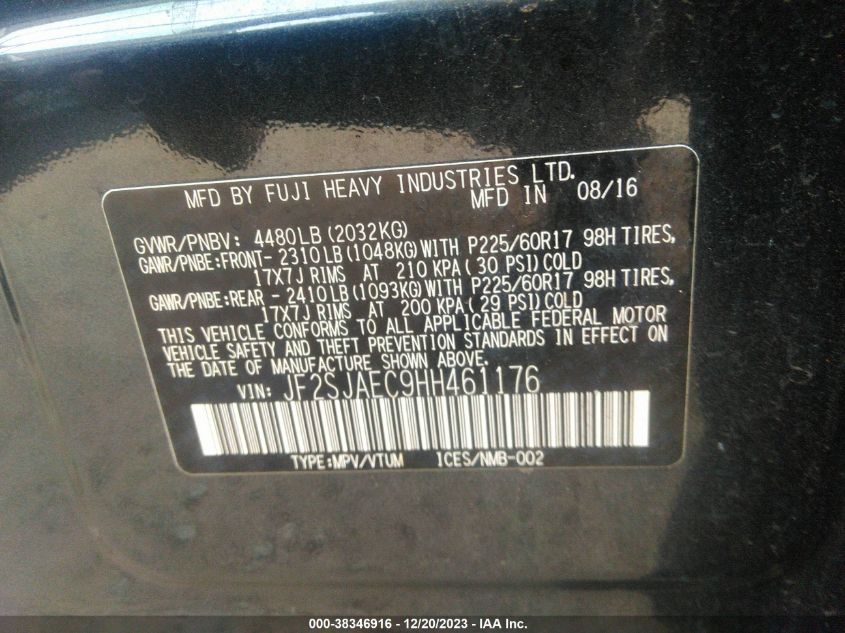 MFD BY FUJI HEAVY INDUSTRIES LTD.
MFD IN 08/16
GVWR/PNBV: 4480LB(2032KG)
GAWR/PNBE:FRONT- 2310LB(1048KG)WITH P225/60R17 98H TIRES,
17X7J RIMS AT 210 KPA( 30 PSI)COLD
GAWR/PNBE:REAR - 2410LB(1093KG)WITH P225/60R17 98H TIRES,
17X7J RIMS AT 200 KPA(29 PSI)COLD
THIS VEHICLE CONFORMS TO ALL APPLICABLE FEDERAL MOTOR
VEHICLE SAFETY AND THEFT PREVENTION STANDARDS IN EFFECT ON
THE DATE OF MANUFACTURE SHOWN ABOVE.
VIN: JF2SJAEC9HH461176
TYPE:MPV/VTUM ICES/NMB-002
000-38346916 - 12/20/2023 - IAA Inc.